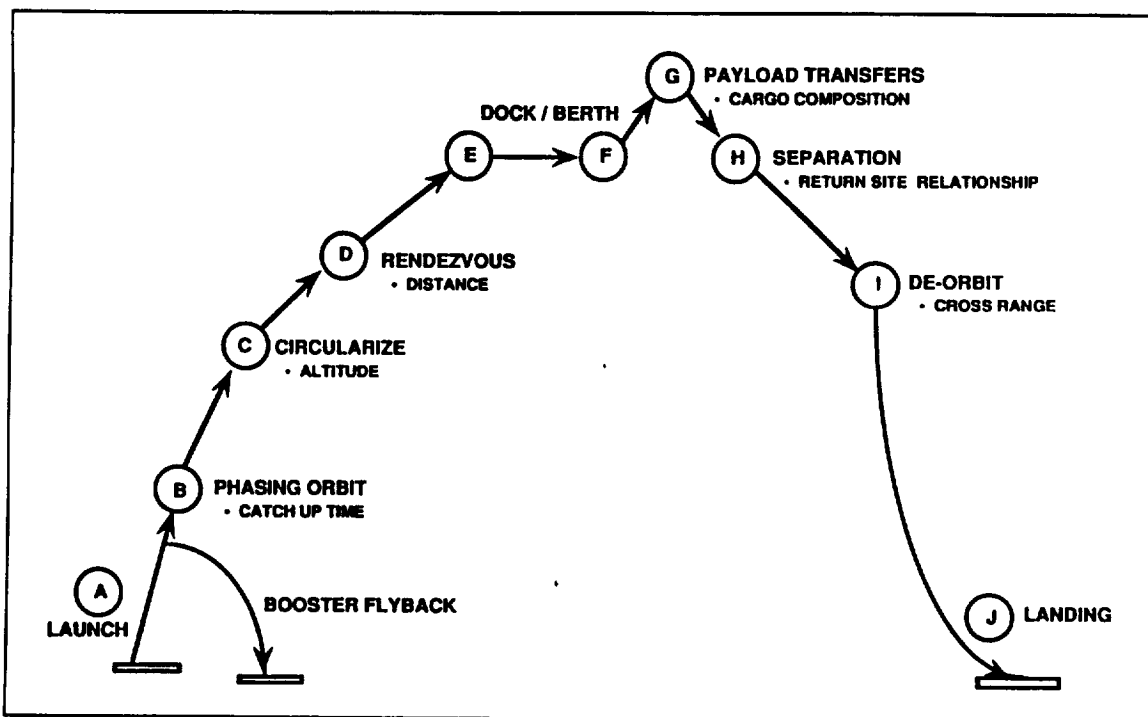 G PAYLOAD TRANSFERS
• CARGO COMPOSITION
DOCK / BERTH
E
F
H SEPARATION
• RETURN SITE RELATIONSHIP
D RENDEZVOUS
• DISTANCE
I DE-ORBIT
• CROSS RANGE
C CIRCULARIZE
• ALTITUDE
B PHASING ORBIT
• CATCH UP TIME
A
LAUNCH
BOOSTER FLYBACK
J LANDING